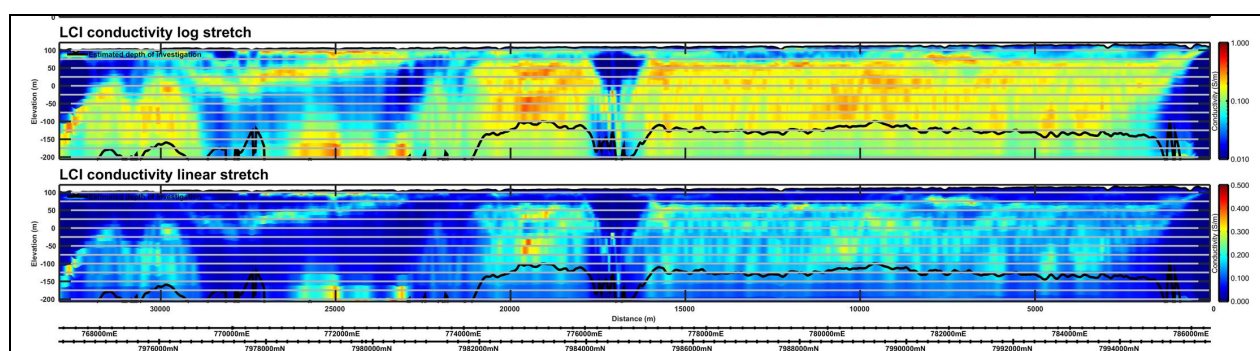 LCI conductivity log stretch
Estimated depth of investigation
100
50
0
-50
-100
-150
-200
Elevation (m)
1.000
0.100
0.010
Conductivity (S/m)
LCI conductivity linear stretch
100
50
0
-50
-100
-150
-200
Elevation (m)
0.500
0.400
0.300
0.200
0.100
0.000
Conductivity (S/m)
30000 25000 20000 15000 10000 5000 0
Distance (m)
768000mE 770000mE 772000mE 774000mE 776000mE 778000mE 780000mE 782000mE 784000mE 786000mE
7976000mN 7978000mN 7980000mN 7982000mN 7984000mN 7986000mN 7988000mN 7990000mN 7992000mN 7994000mN